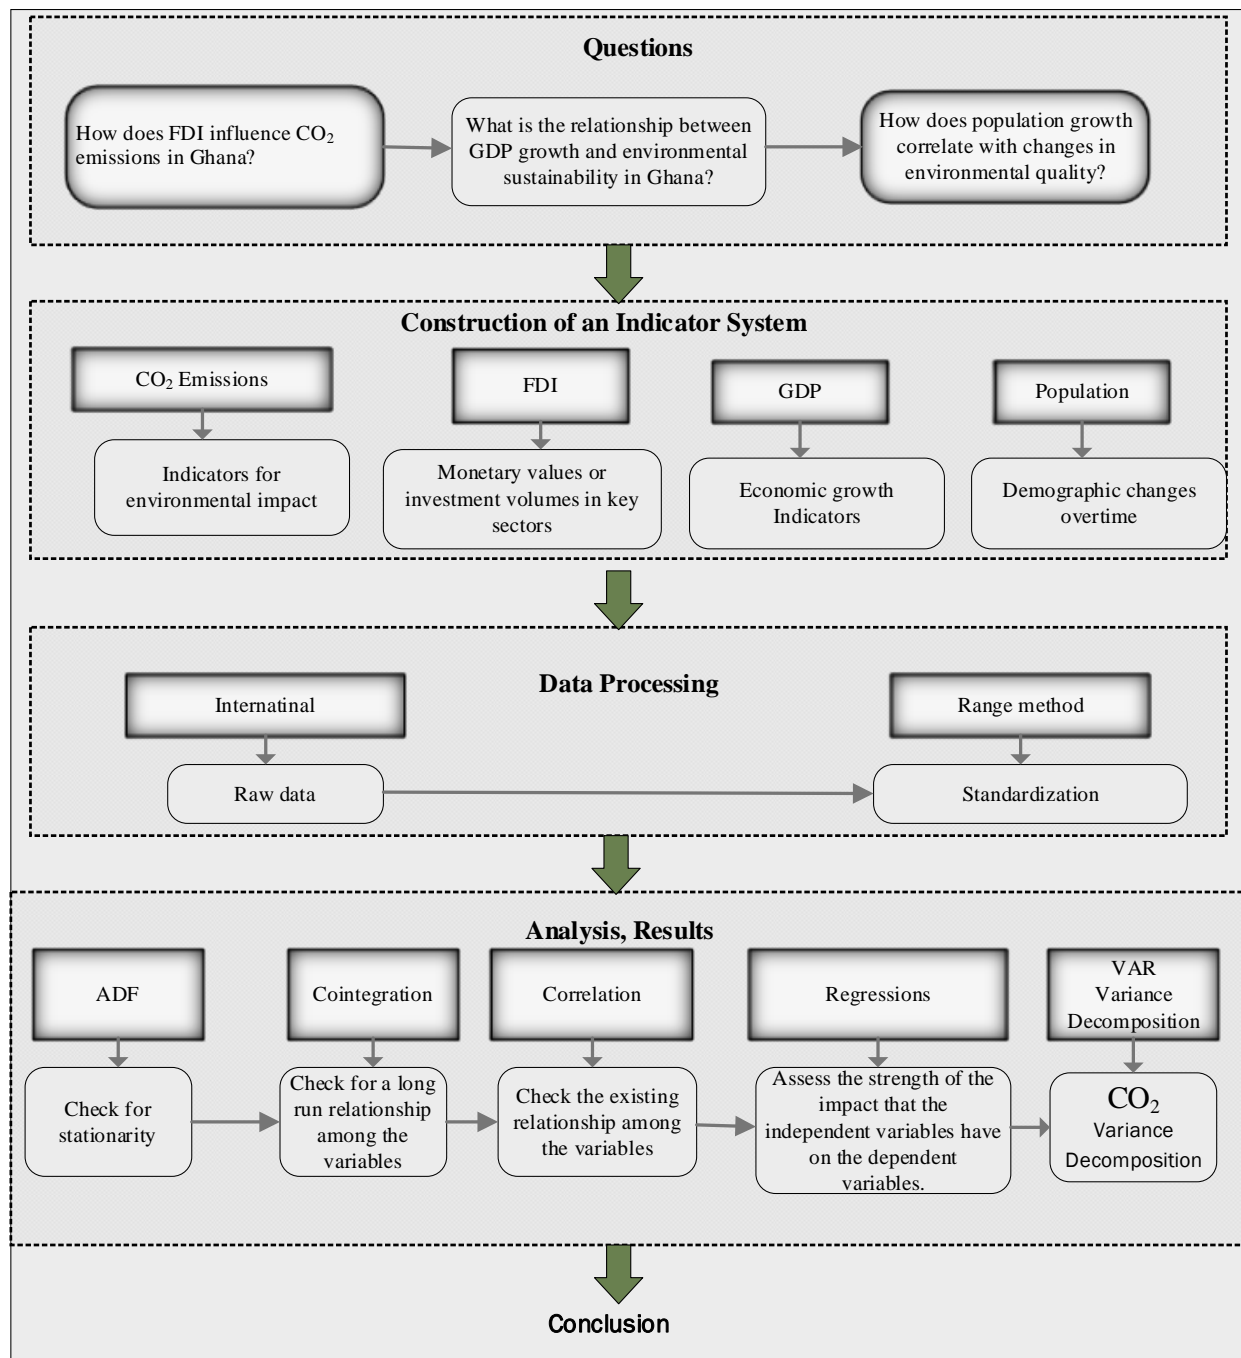 Questions
How does FDI influence CO₂
emissions in Ghana?
What is the relationship between
GDP growth and environmental
sustainability in Ghana?
How does population growth
correlate with changes in
environmental quality?
Construction of an Indicator System
CO₂ Emissions
FDI
GDP
Population
Indicators for
environmental impact
Monetary values or
investment volumes in key
sectors
Economic growth
Indicators
Demographic changes
overtime
Data Processing
Internatinal
Range method
Raw data
Standardization
Analysis, Results
ADF
Cointegration
Correlation
Regressions
VAR
Variance
Decomposition
Check for
stationarity
Check for a long
run relationship
among the
variables
Check the existing
relationship among
the variables
Assess the strength of the
impact that the
independent variables have
on the dependent
variables.
CO₂
Variance
Decomposition
Conclusion